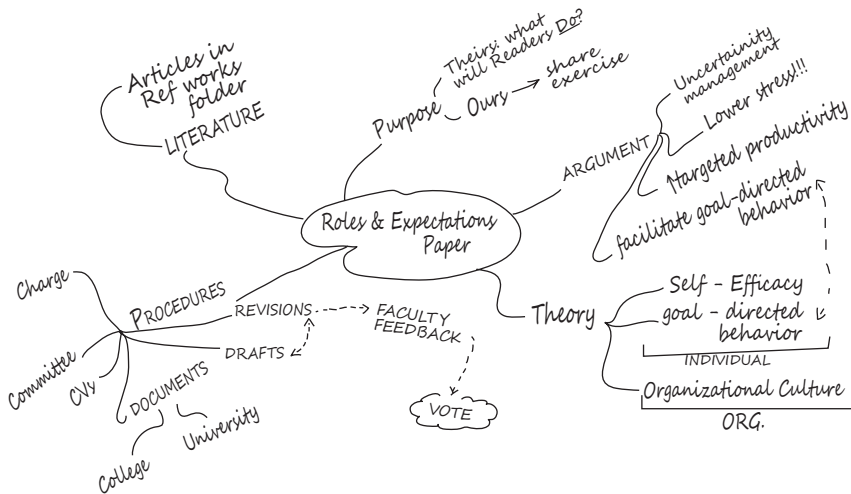 Articles in
Ref works
folder
LITERATURE
Purpose
Theirs: what
will Readers Do?
Ours
share
exercise
ARGUMENT
Uncertainity
management
Lower stress!!!
↑targeted productivity
facilitate goal-directed
behavior
Roles & Expectations
Paper
Theory
Self - Efficacy
goal - directed
behavior
INDIVIDUAL
Organizational Culture
ORG.
PROCEDURES
Charge
Committee
CVs
DOCUMENTS
College
University
DRAFTS
REVISIONS
FACULTY
FEEDBACK
VOTE